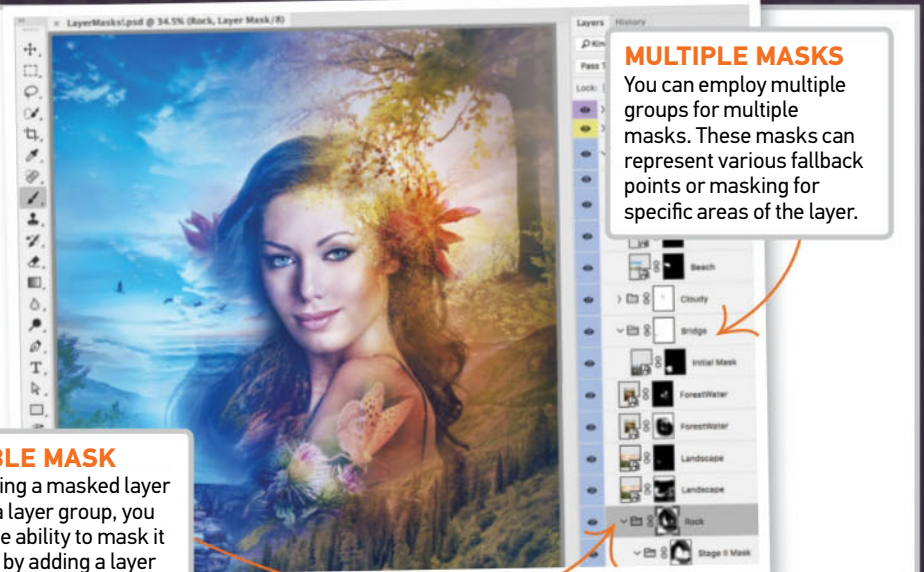 LayerMasks!.psd @ 34.5% (Rock, Layer Mask/8)
Layers History
Pass
Lock:
MULTIPLE MASKS
You can employ multiple
groups for multiple
masks. These masks can
represent various fallback
points or masking for
specific areas of the layer.
Beach
Cloudy
Bridge
Initial Mask
ForestWater
ForestWater
Landscape
Landscape
Rock
Stage II Mask
BLE MASK
ing a masked layer
a layer group, you
e ability to mask it
by adding a layer